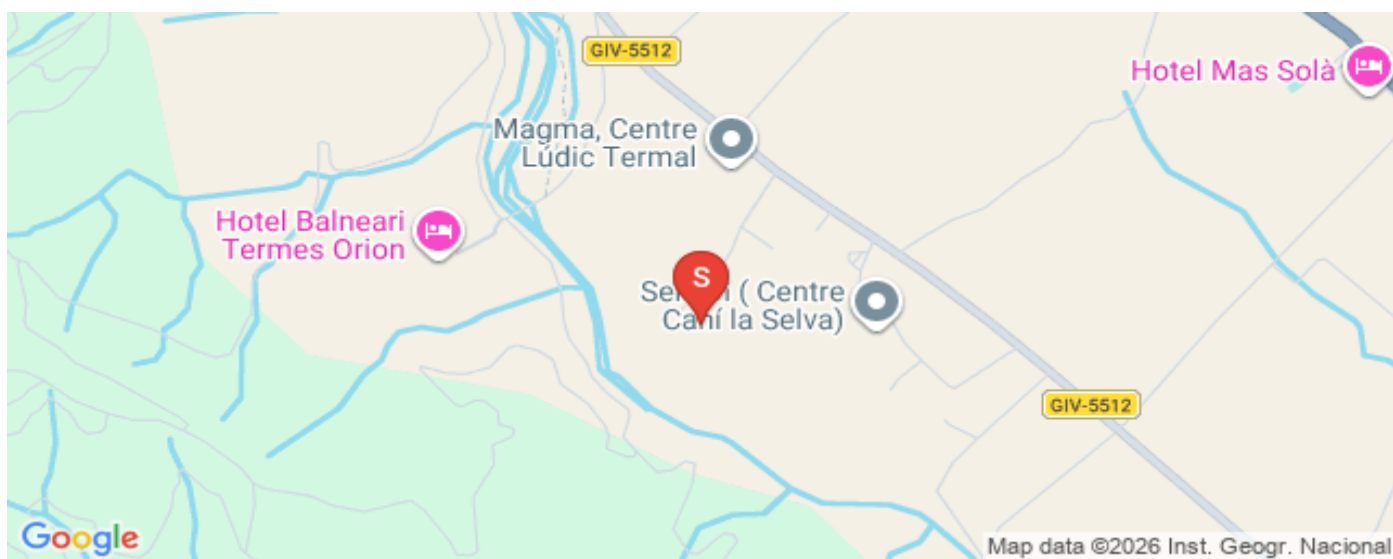 GIV-5512
Hotel Mas Solà
Magma, Centre
Lúdic Termal
Hotel Balneari
Termes Orion
S
( Centre
Caní la Selva)
GIV-5512
Google
Map data ©2026 Inst. Geogr. Nacional